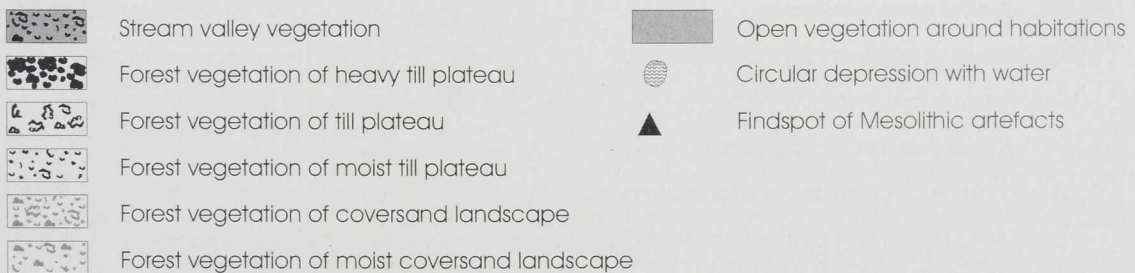 Stream valley vegetation
Forest vegetation of heavy till plateau
Forest vegetation of till plateau
Forest vegetation of moist till plateau
Forest vegetation of coversand landscape
Forest vegetation of moist coversand landscape
Open vegetation around habitations
Circular depression with water
Findspot of Mesolithic artefacts